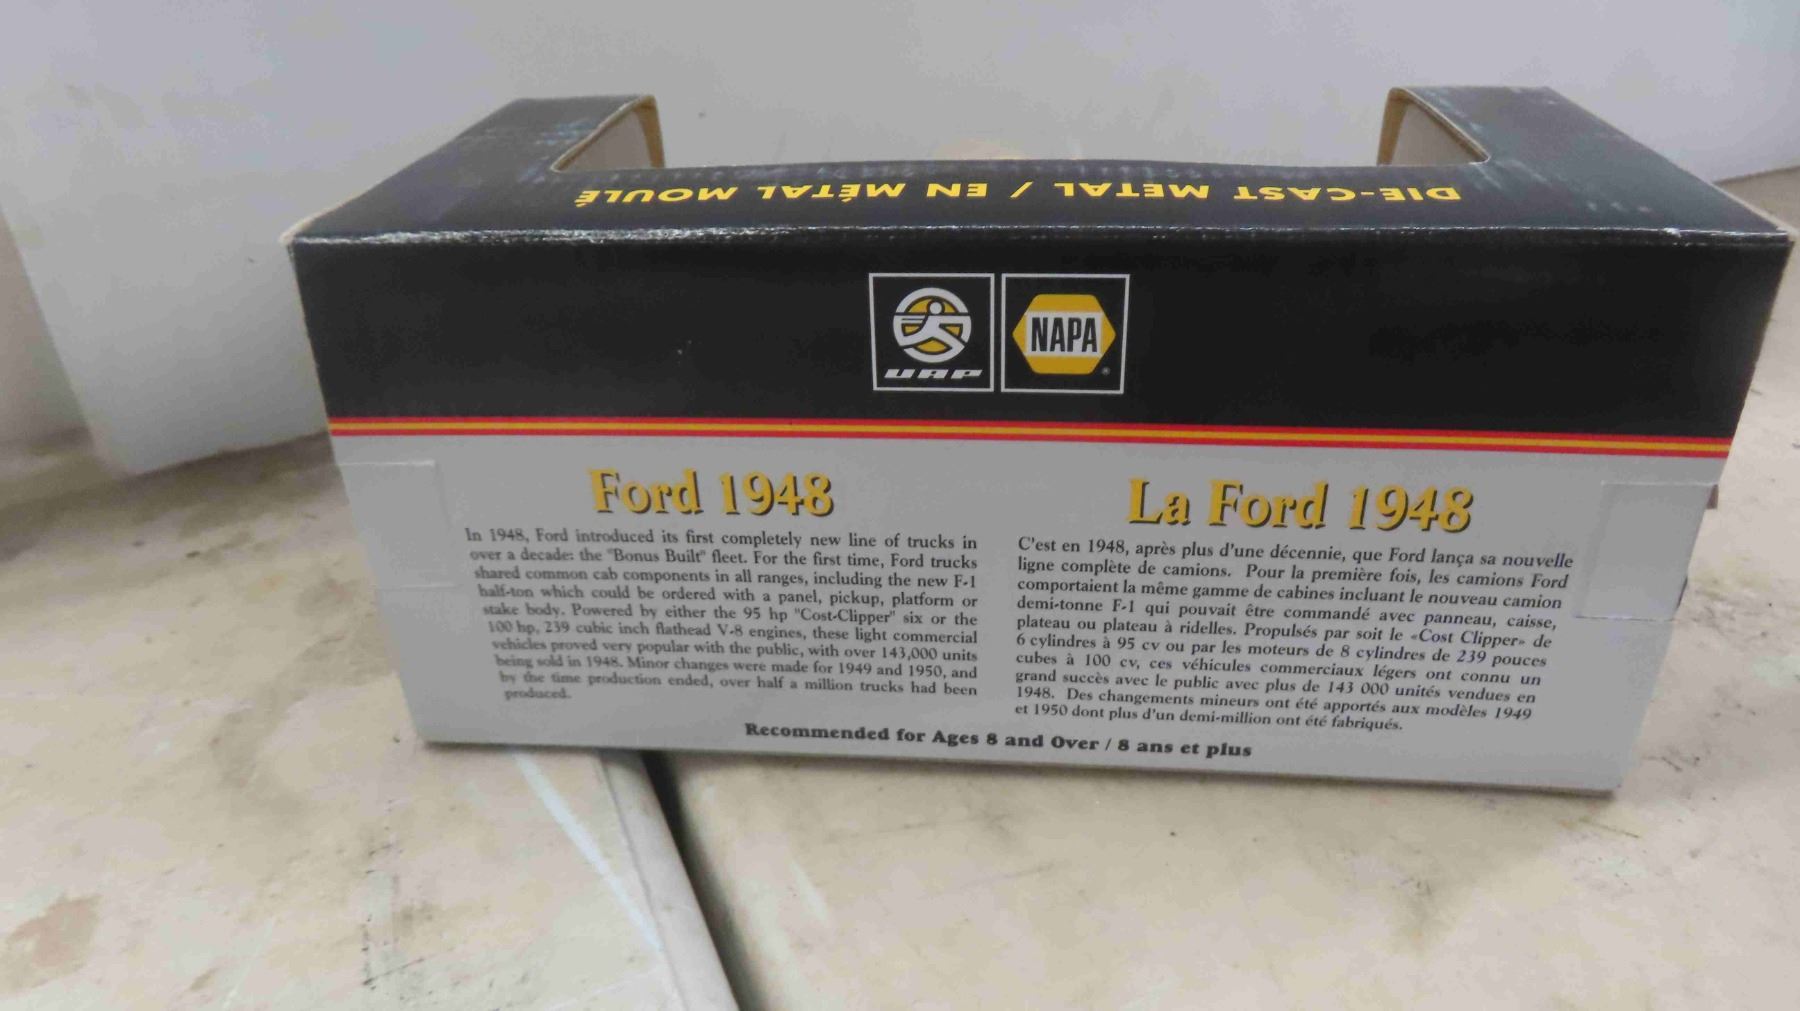 DIE-CAST METAL / EN MÉTAL MOULÉ
UAP
NAPA
Ford 1948
In 1948, Ford introduced its first completely new line of trucks in
over a decade: the "Bonus Built" fleet. For the first time, Ford trucks
shared common cab components in all ranges, including the new F-1
half-ton which could be ordered with a panel, pickup, platform or
stake body. Powered by either the 95 hp "Cost-Clipper" six or the
100 hp, 239 cubic inch flathead V-8 engines, these light commercial
vehicles proved very popular with the public, with over 143,000 units
being sold in 1948. Minor changes were made for 1949 and 1950, and
by the time production ended, over half a million trucks had been
produced.
La Ford 1948
C'est en 1948, après plus d'une décennie, que Ford lança sa nouvelle
ligne complète de camions. Pour la première fois, les camions Ford
comportaient la même gamme de cabines incluant le nouveau camion
demi-tonne F-1 qui pouvait être commandé avec panneau, caisse,
plateau ou plateau à ridelles. Propulsés par soit le «Cost Clipper» de
6 cylindres à 95 cv ou par les moteurs de 8 cylindres de 239 pouces
cubes à 100 cv, ces véhicules commerciaux légers ont connu un
grand succès avec le public avec plus de 143 000 unités vendues en
1948. Des changements mineurs ont été apportés aux modèles 1949
et 1950 dont plus d'un demi-million ont été fabriqués.
Recommended for Ages 8 and Over / 8 ans et plus